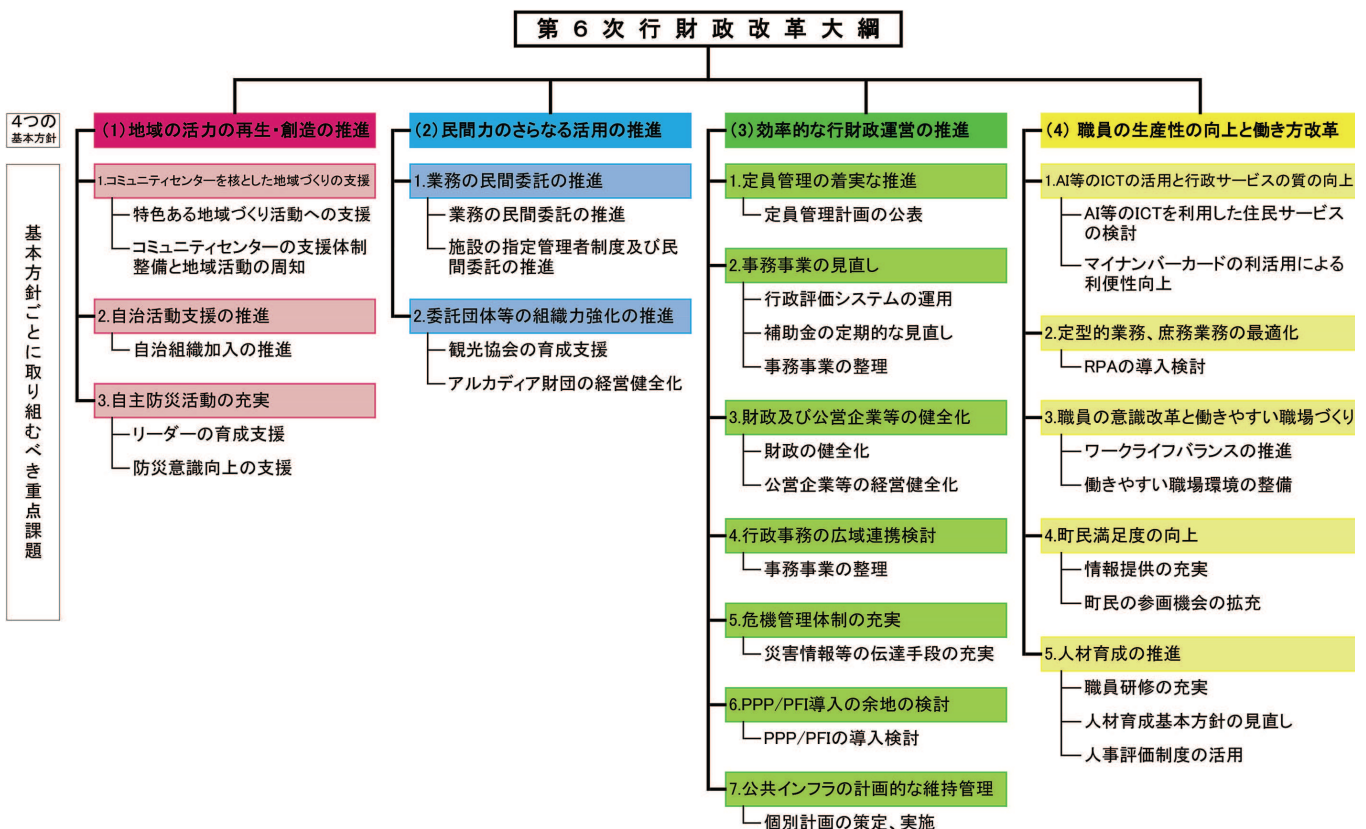 第6次行財政改革大綱
4つの
基本方針
基本方針ごとに取り組むべき重点課題
(1)地域の活力の再生・創造の推進
1.コミュニティセンターを核とした地域づくりの支援
特色ある地域づくり活動への支援
コミュニティセンターの支援体制
整備と地域活動の周知
2.自治活動支援の推進
自治組織加入の推進
3.自主防災活動の充実
リーダーの育成支援
防災意識向上の支援
(2)民間力のさらなる活用の推進
1.業務の民間委託の推進
業務の民間委託の推進
施設の指定管理者制度及び民
間委託の推進
2.委託団体等の組織力強化の推進
観光協会の育成支援
アルカディア財団の経営健全化
(3)効率的な行財政運営の推進
1.定員管理の着実な推進
定員管理計画の公表
2.事務事業の見直し
行政評価システムの運用
補助金の定期的な見直し
事務事業の整理
3.財政及び公営企業等の健全化
財政の健全化
公営企業等の経営健全化
4.行政事務の広域連携検討
事務事業の整理
5.危機管理体制の充実
災害情報等の伝達手段の充実
6.PPP/PFI導入の余地の検討
PPP/PFIの導入検討
7.公共インフラの計画的な維持管理
個別計画の策定、実施
(4) 職員の生産性の向上と働き方改革
1.AI等のICTの活用と行政サービスの質の向上
AI等のICTを利用した住民サービス
の検討
マイナンバーカードの利活用による
利便性向上
2.定型的業務、庶務業務の最適化
RPAの導入検討
3.職員の意識改革と働きやすい職場づくり
ワークライフバランスの推進
働きやすい職場環境の整備
4.町民満足度の向上
情報提供の充実
町民の参画機会の拡充
5.人材育成の推進
職員研修の充実
人材育成基本方針の見直し
人事評価制度の活用